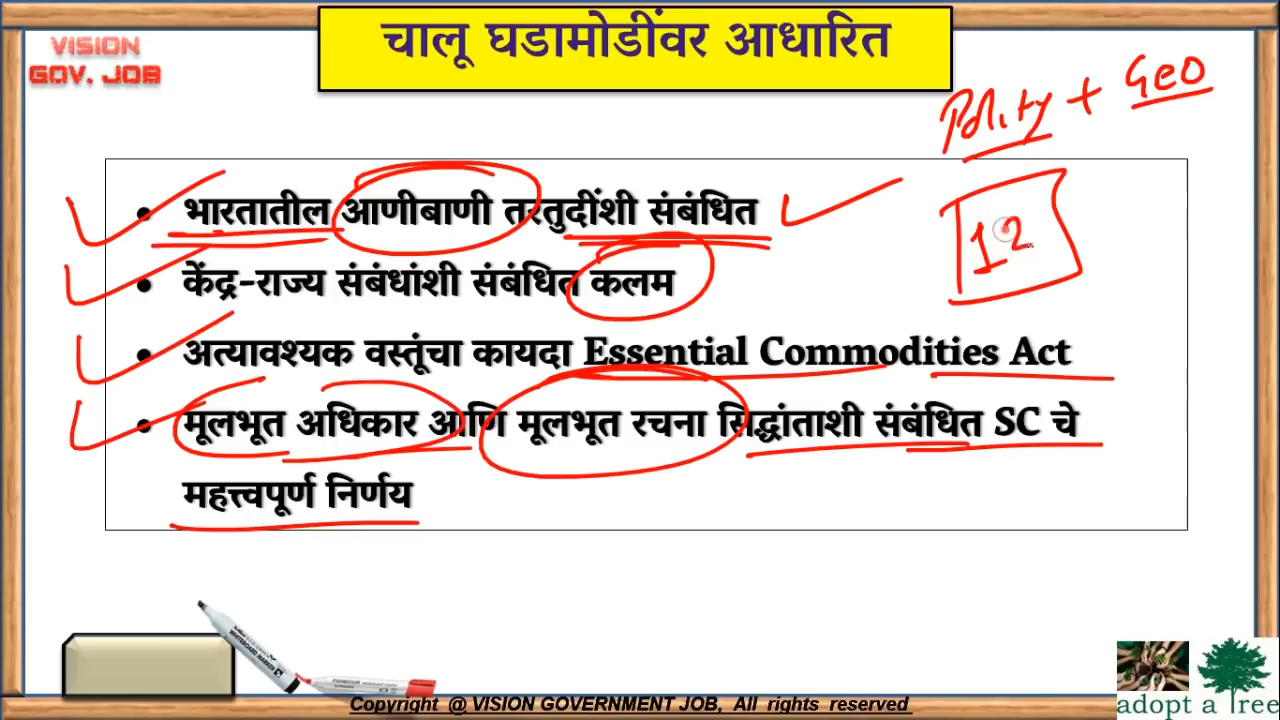 चालू घडामोडींवर आधारित
VISION
GOV. JOB
Polity + Geo
• भारतातील आणीबाणी तरतुदींशी संबंधित
12
• केंद्र-राज्य संबंधांशी संबंधित कलम
• अत्यावश्यक वस्तूंचा कायदा Essential Commodities Act
• मूलभूत अधिकार आणि मूलभूत रचना सिद्धांताशी संबंधित SC चे
महत्त्वपूर्ण निर्णय
WHITEBOARD MARKER
Copyright @ VISION GOVERNMENT JOB, All rights reserved
adopt a Tree